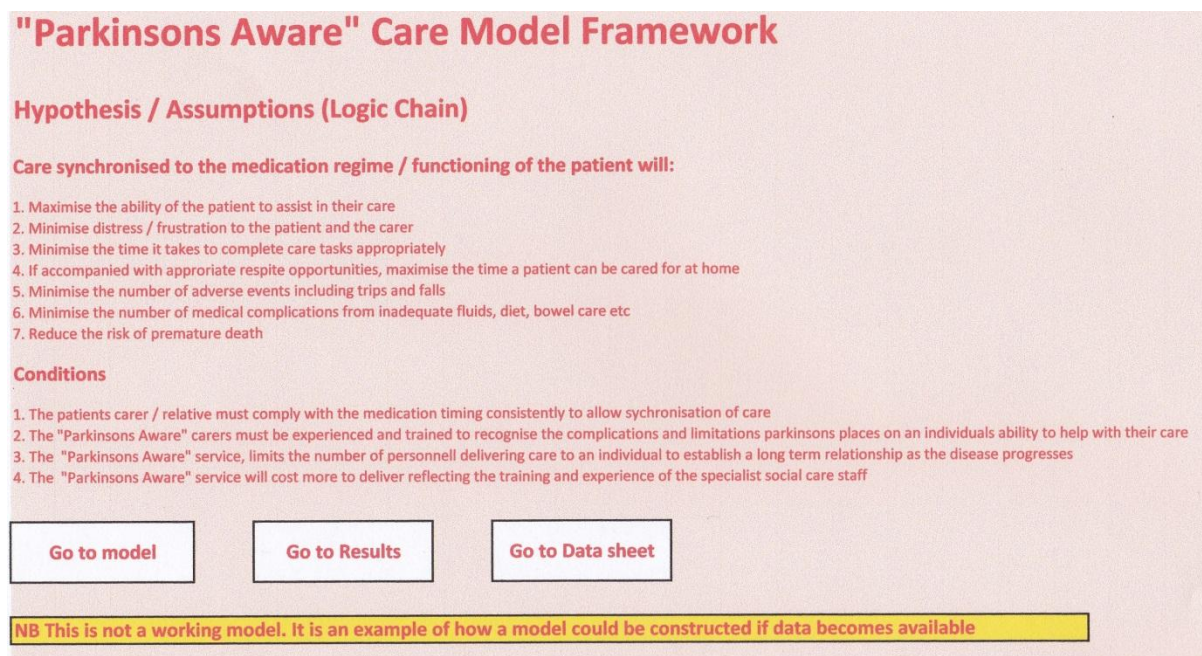 "Parkinsons Aware" Care Model Framework
Hypothesis / Assumptions (Logic Chain)
Care synchronised to the medication regime / functioning of the patient will:
1. Maximise the ability of the patient to assist in their care
2. Minimise distress / frustration to the patient and the carer
3. Minimise the time it takes to complete care tasks appropriately
4. If accompanied with approriate respite opportunities, maximise the time a patient can be cared for at home
5. Minimise the number of adverse events including trips and falls
6. Minimise the number of medical complications from inadequate fluids, diet, bowel care etc
7. Reduce the risk of premature death
Conditions
1. The patients carer / relative must comply with the medication timing consistently to allow sychronisation of care
2. The "Parkinsons Aware" carers must be experienced and trained to recognise the complications and limitations parkinsons places on an individuals ability to help with their care
3. The "Parkinsons Aware" service, limits the number of personnell delivering care to an individual to establish a long term relationship as the disease progresses
4. The "Parkinsons Aware" service will cost more to deliver reflecting the training and experience of the specialist social care staff
Go to model Go to Results Go to Data sheet
NB This is not a working model. It is an example of how a model could be constructed if data becomes available